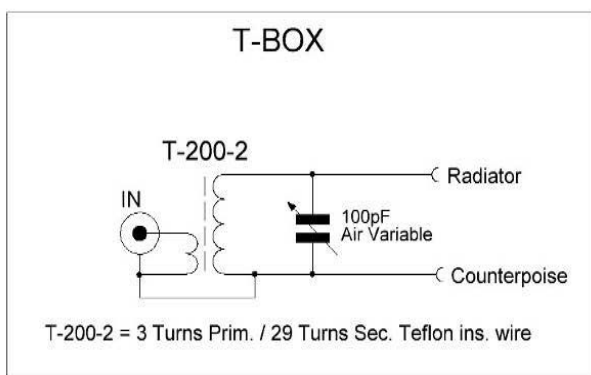 T-BOX
T-200-2
IN
Radiator
100pF
Air Variable
Counterpoise
T-200-2 = 3 Turns Prim. / 29 Turns Sec. Teflon ins. wire